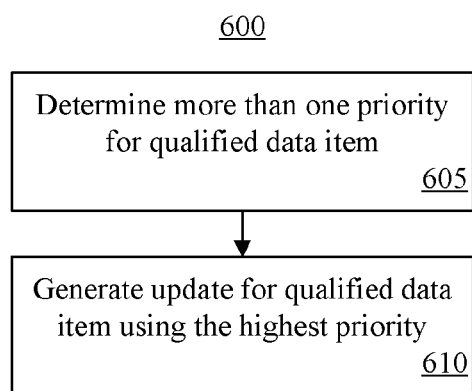 600
Determine more than one priority
for qualified data item
605
Generate update for qualified data
item using the highest priority
610